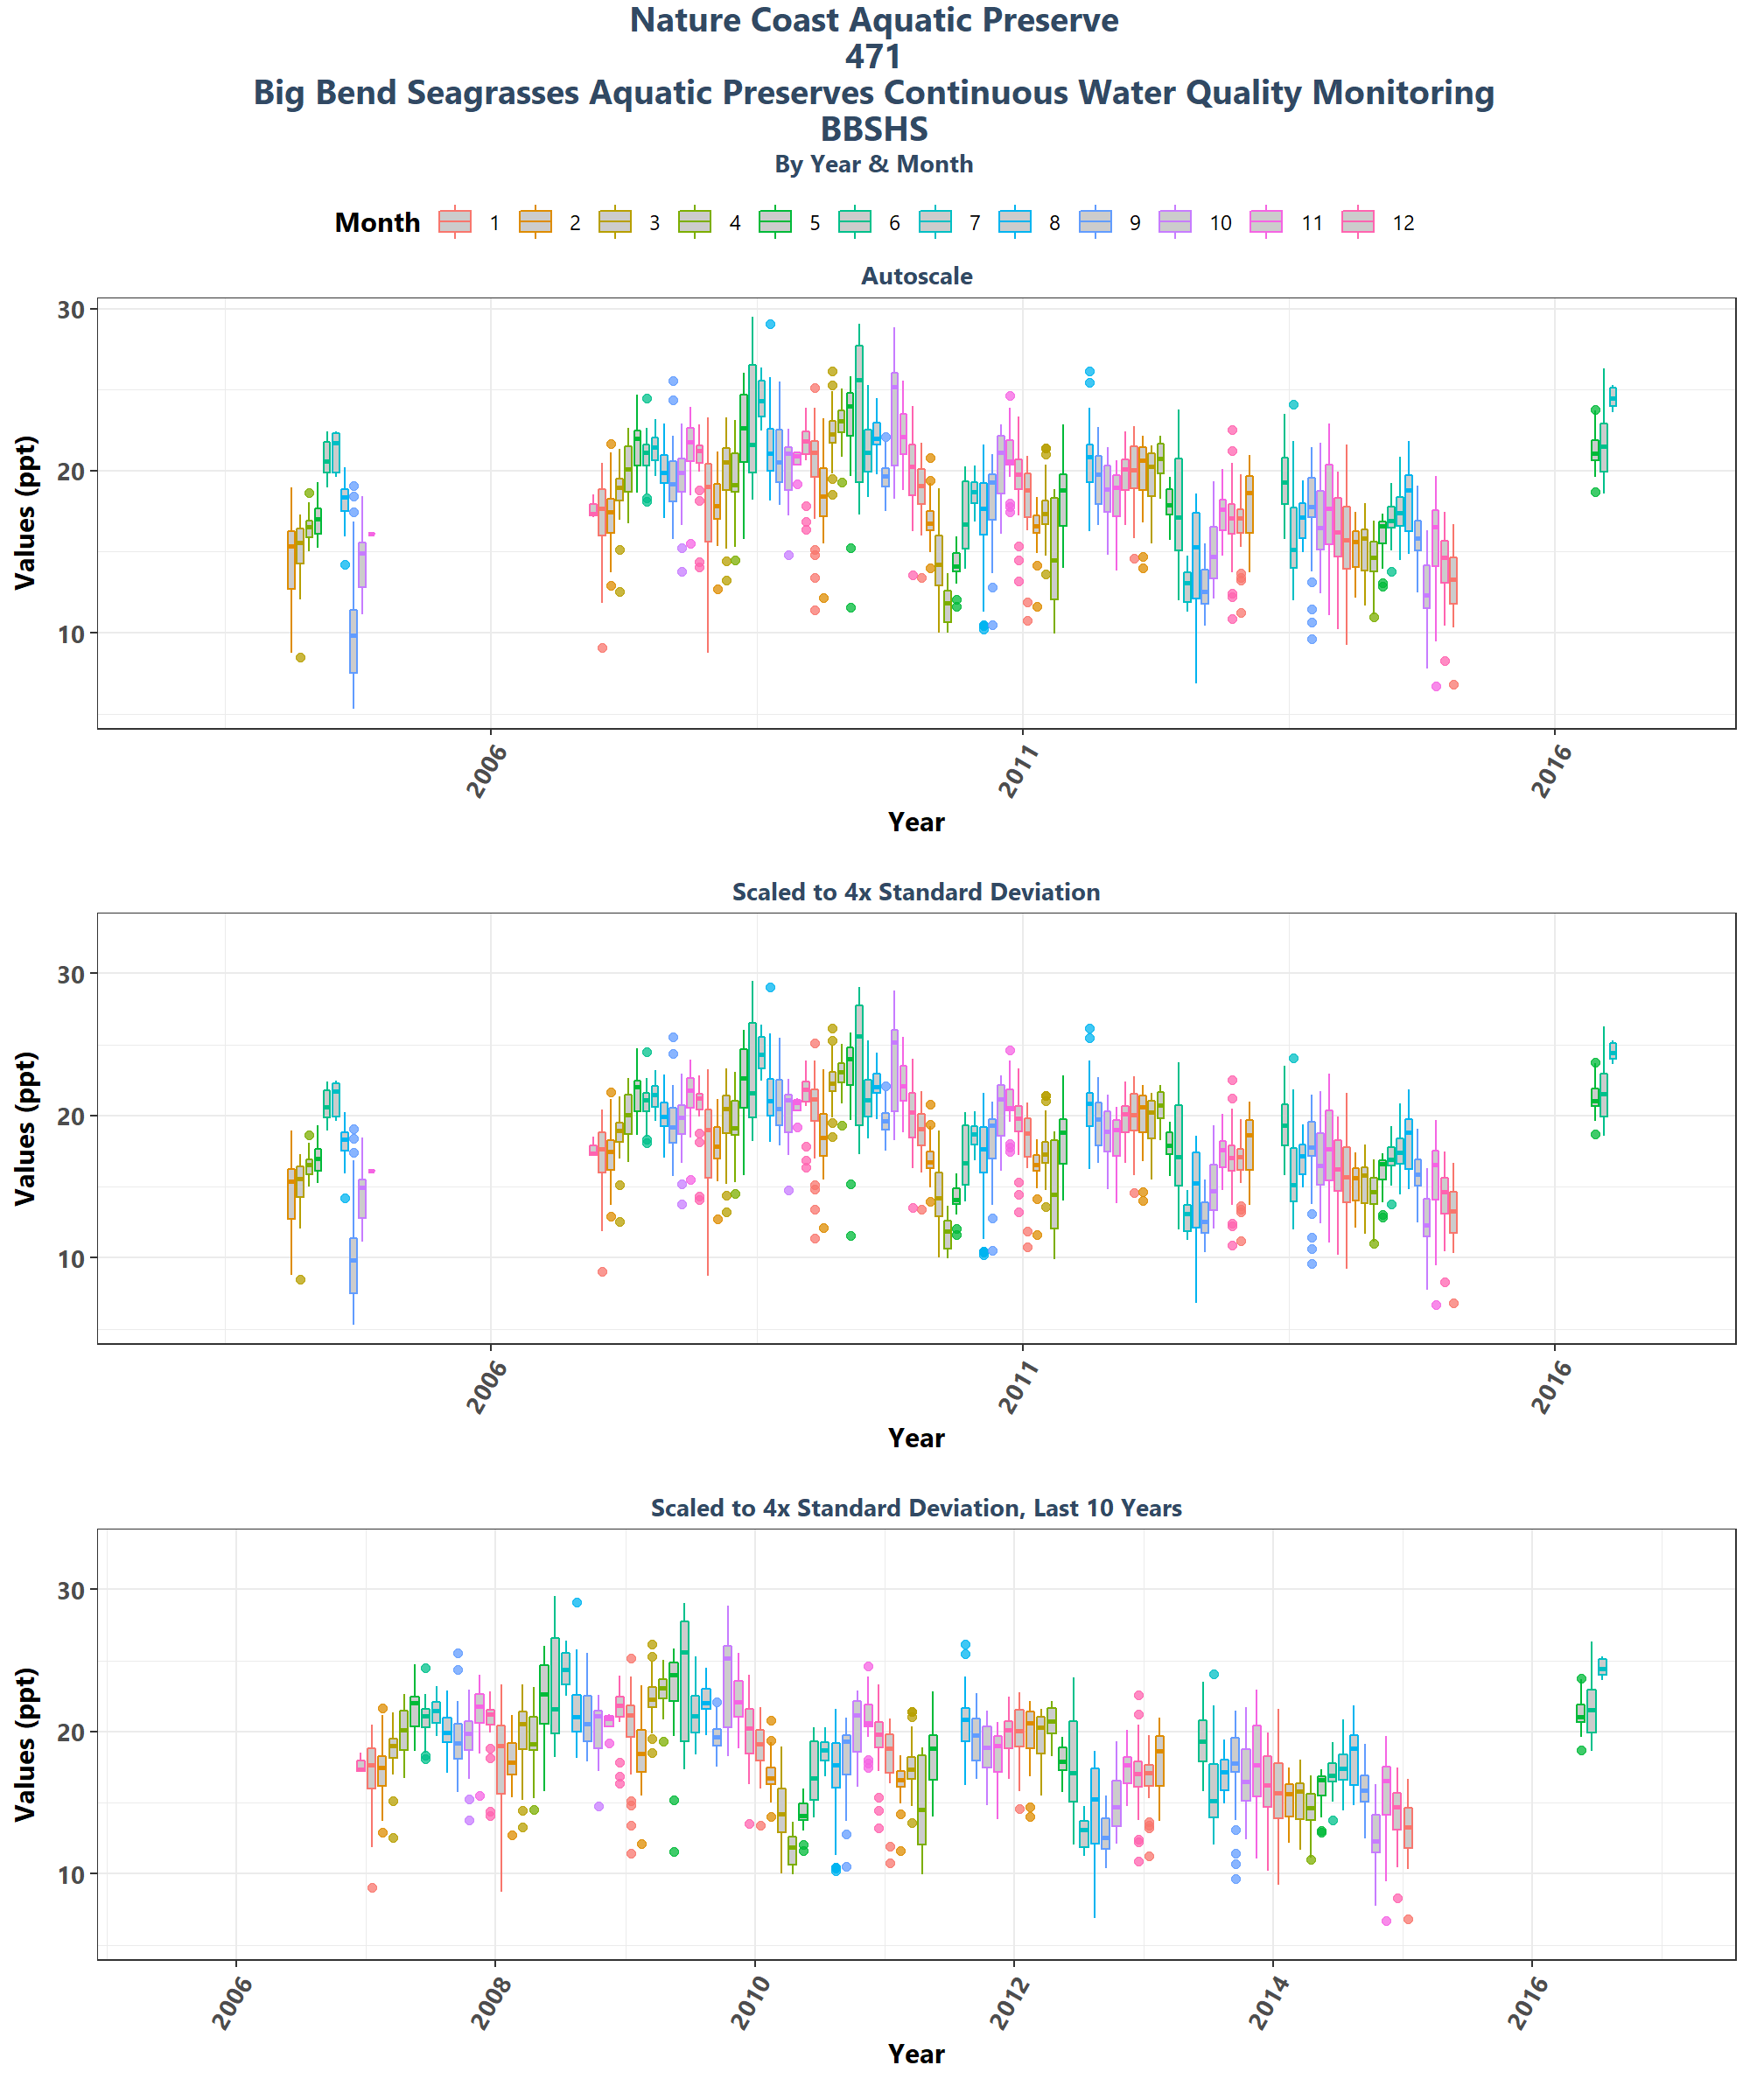 Nature Coast Aquatic Preserve
471
Big Bend Seagrasses Aquatic Preserves Continuous Water Quality Monitoring
BBSHS
By Year & Month
Month 1 2 3 4 5 6 7 8 9 10 11 12
Autoscale
Values (ppt)
30
20
10
2006 2011 2016
Year
Scaled to 4x Standard Deviation
Values (ppt)
30
20
10
2006 2011 2016
Year
Scaled to 4x Standard Deviation, Last 10 Years
Values (ppt)
30
20
10
2006 2008 2010 2012 2014 2016
Year